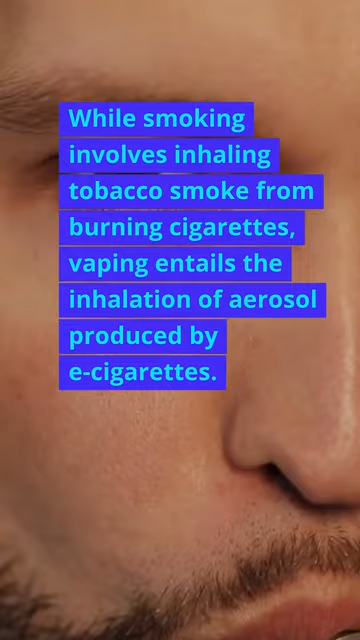 While smoking
involves inhaling
tobacco smoke from
burning cigarettes,
vaping entails the
inhalation of aerosol
produced by
e-cigarettes.